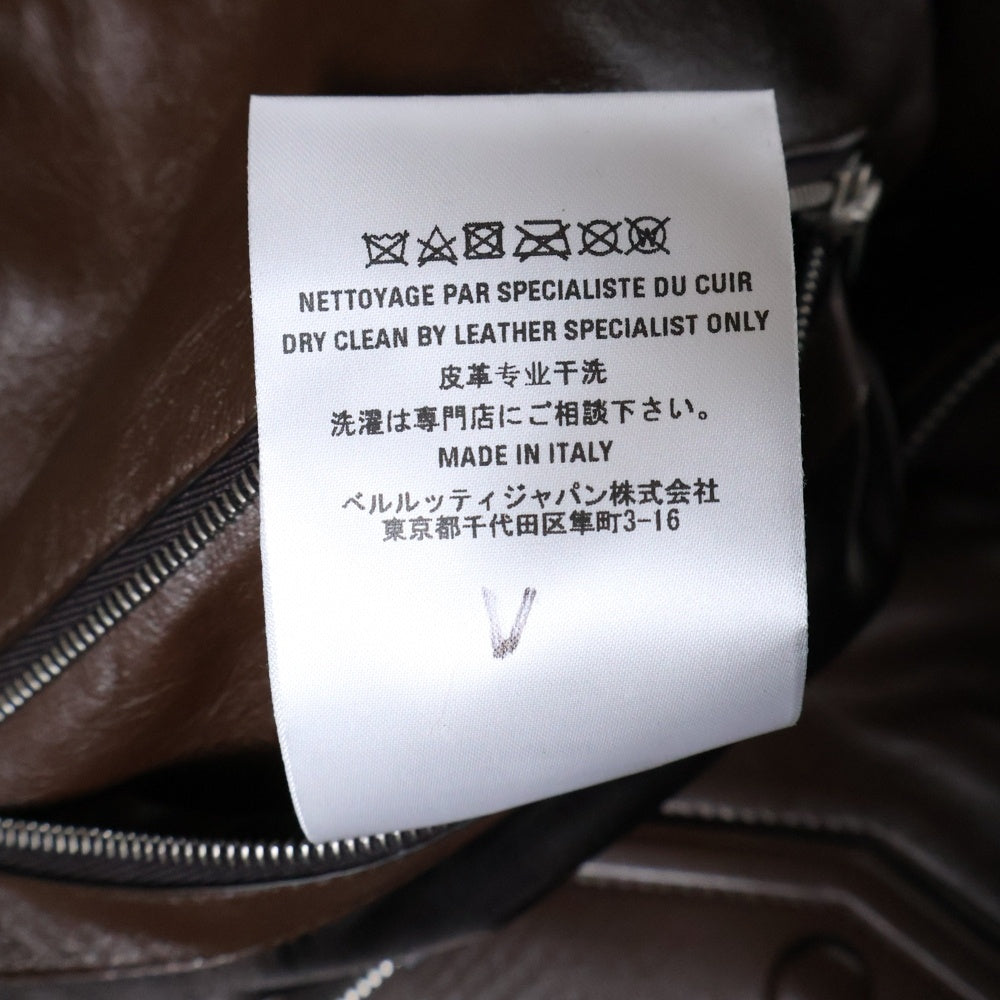 NETTOYAGE PAR SPECIALISTE DU CUIR
DRY CLEAN BY LEATHER SPECIALIST ONLY
皮革专业干洗
洗濯は専門店にご相談下さい。
MADE IN ITALY
ベルルッティジャパン株式会社
東京都千代田区隼町3-16
V